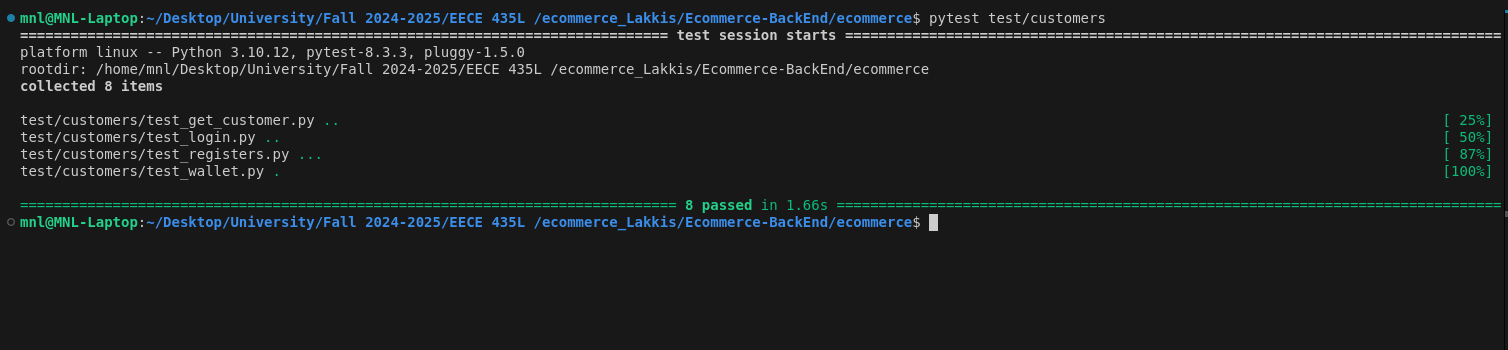 mnl@MNL-Laptop:~/Desktop/University/Fall 2024-2025/EECE 435L /ecommerce_Lakkis/Ecommerce-BackEnd/ecommerce$ pytest test/customers
============================================================================= test session starts ==============================================================================
platform linux -- Python 3.10.12, pytest-8.3.3, pluggy-1.5.0
rootdir: /home/mnl/Desktop/University/Fall 2024-2025/EECE 435L /ecommerce_Lakkis/Ecommerce-BackEnd/ecommerce
collected 8 items
test/customers/test_get_customer.py .. [ 25%]
test/customers/test_login.py .. [ 50%]
test/customers/test_registers.py ... [ 87%]
test/customers/test_wallet.py . [100%]
============================================================================== 8 passed in 1.66s ===============================================================================
mnl@MNL-Laptop:~/Desktop/University/Fall 2024-2025/EECE 435L /ecommerce_Lakkis/Ecommerce-BackEnd/ecommerce$